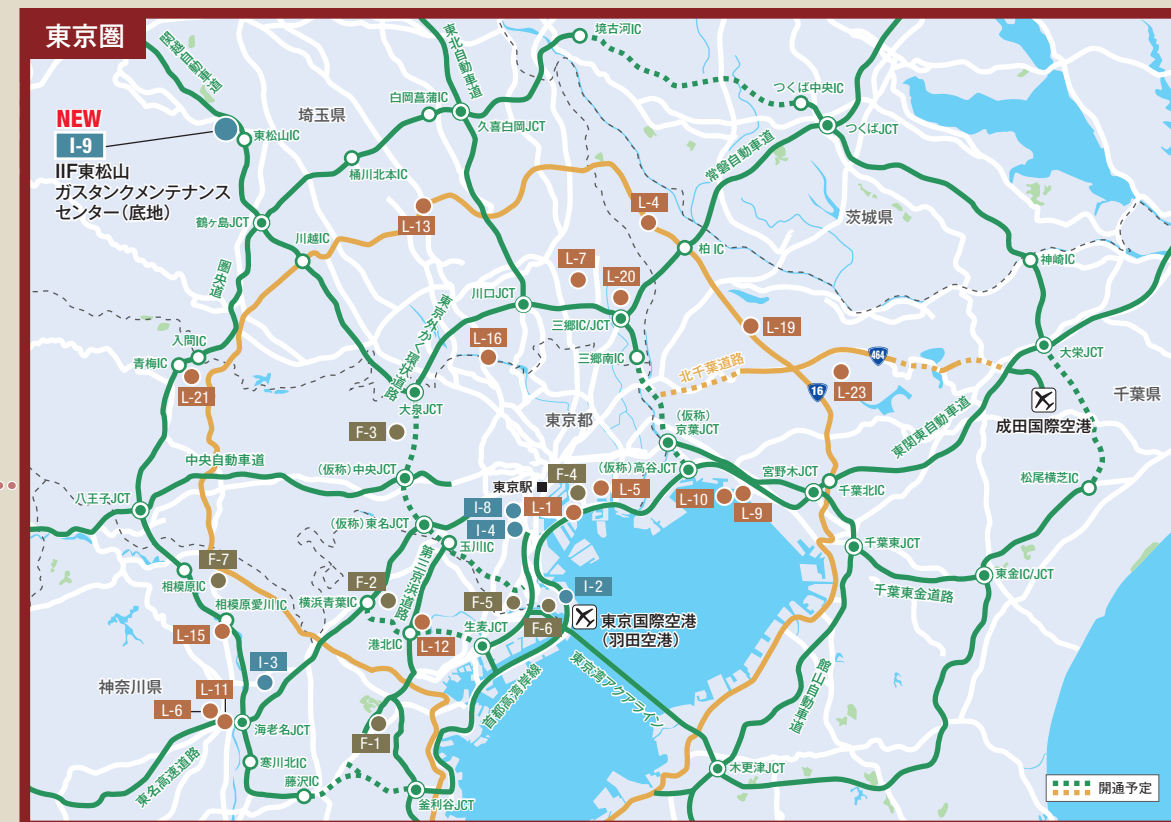 東京圏
関越自動車道
東北自動車道
境古河IC
つくば中央IC
つくばJCT
白岡菖蒲IC
久喜白岡JCT
埼玉県
NEW
I-9
IIF東松山
ガスタンクメンテナンス
センター（底地）
東松山IC
桶川北本IC
常磐自動車道
茨城県
鶴ヶ島JCT
川越IC
L-13
L-4
柏IC
神崎IC
圏央道
L-7
L-20
川口JCT
三郷IC/JCT
L-19
東京外かく環状道路
L-16
三郷南IC
入間IC
青梅IC
L-21
北千葉道路
464
16
L-23
大栄JCT
千葉県
成田国際空港
大泉JCT
東京都
（仮称）
京葉JCT
東関東自動車道
F-3
中央自動車道
（仮称）中央JCT
（仮称）高谷JCT
宮野木JCT
千葉北IC
松尾横芝IC
八王子JCT
東京駅
F-4
L-5
L-10
L-9
I-8
L-1
I-4
（仮称）東名JCT
玉川IC
第三京浜道路
千葉東JCT
東金IC/JCT
千葉東金道路
F-7
相模原IC
相模原愛川IC
横浜青葉IC
F-2
F-5
I-2
F-6
東京国際空港
（羽田空港）
L-15
L-12
港北IC
生麦JCT
I-3
神奈川県
L-11
L-6
海老名JCT
首都高湾岸線
東京湾アクアライン
館山自動車道
F-1
東名高速道路
寒川北IC
藤沢IC
釜利谷JCT
木更津JCT
開通予定